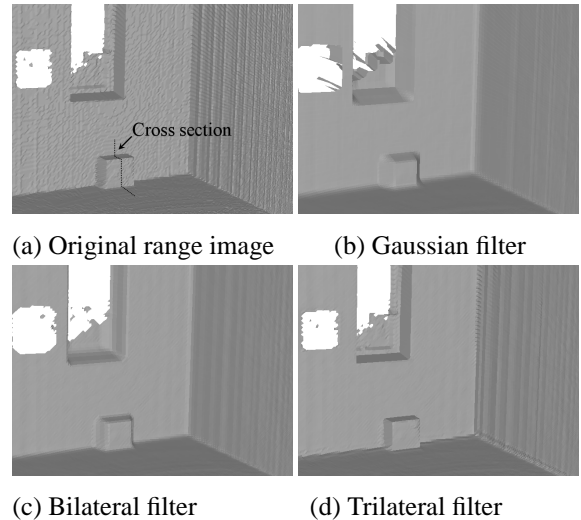 Cross section
(a) Original range image
(b) Gaussian filter
(c) Bilateral filter
(d) Trilateral filter